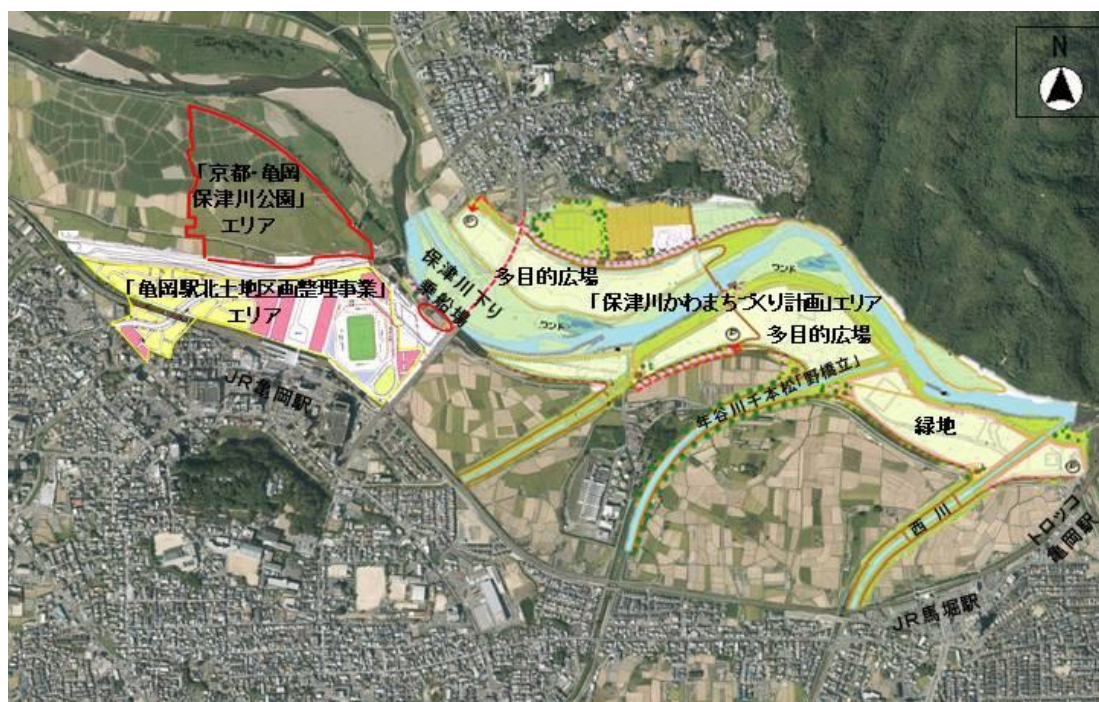 N
「京都・亀岡
保津川公園」
エリア
「亀岡駅北土地区画整理事業」
エリア
JR亀岡駅
保津川下り
乗船場
P
多目的広場
ワンド
「保津川かわまちづくり計画」エリア
ワンド
P
多目的広場
年谷川千本松「野橋立」
緑地
P
西川
トロッコ
亀岡駅
JR馬堀駅